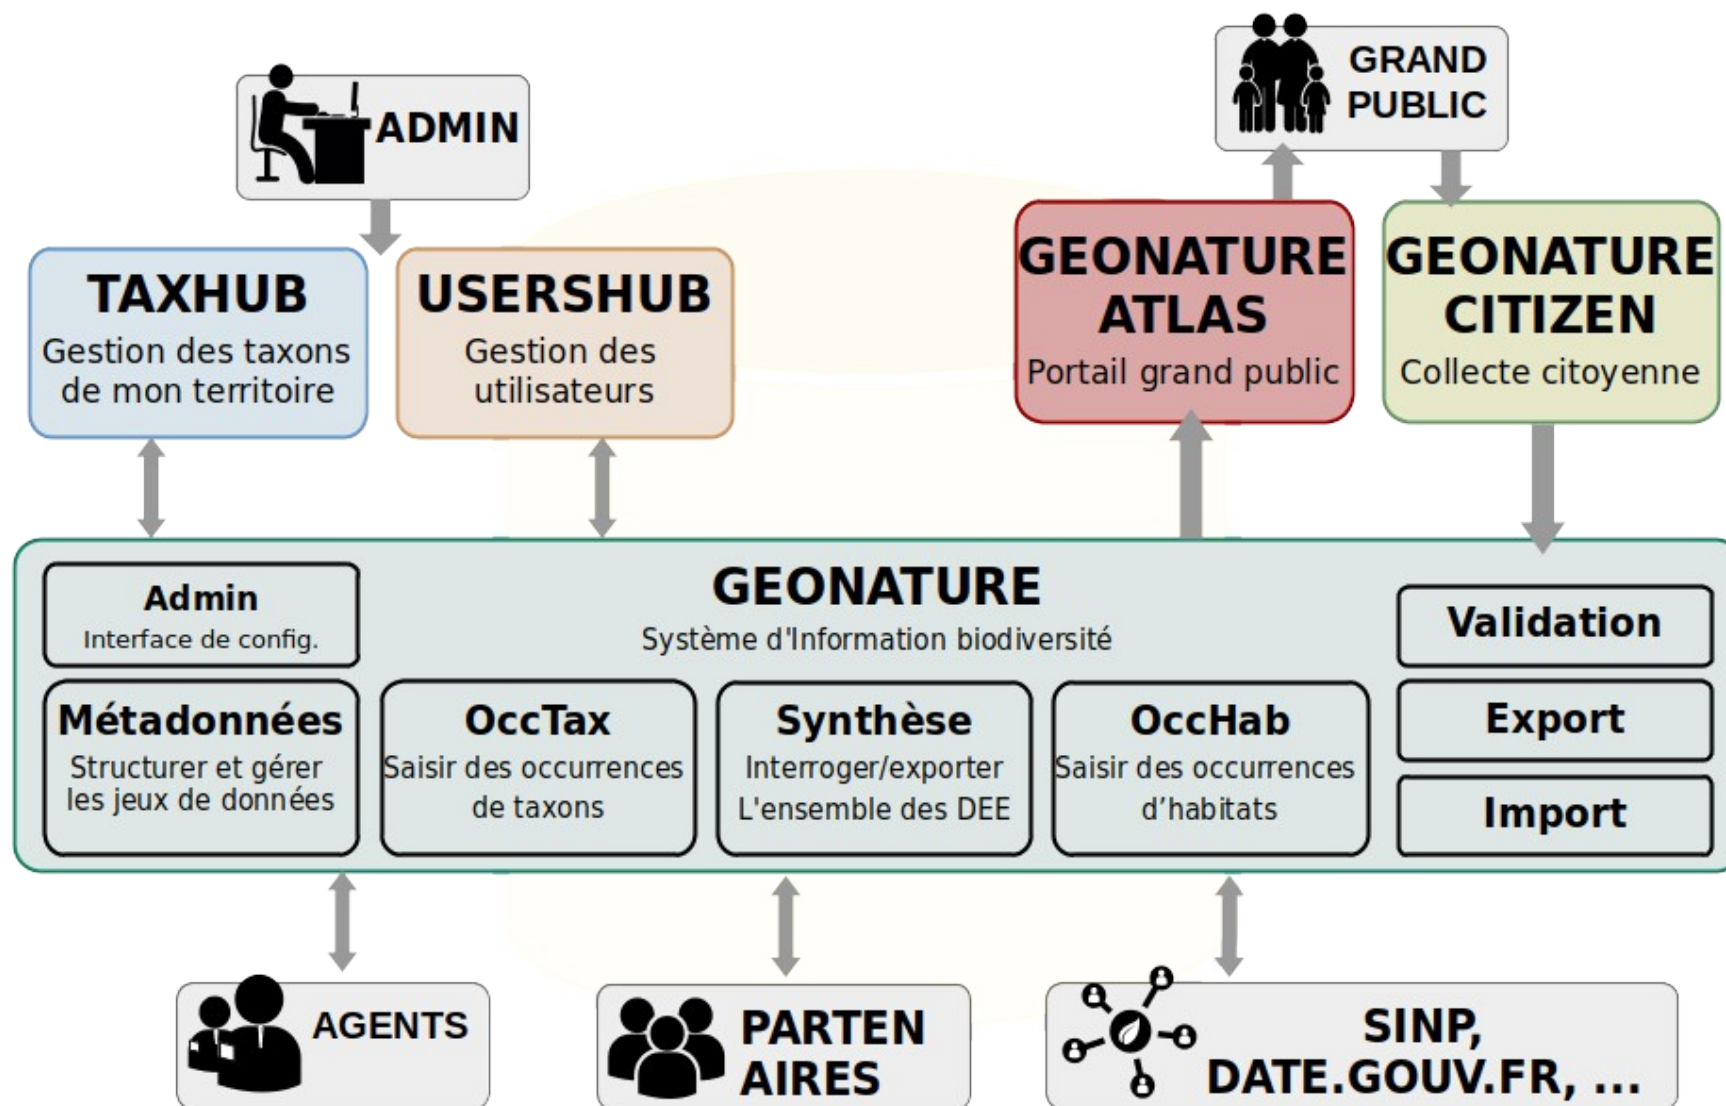 ADMIN
GRAND
PUBLIC
TAXHUB
Gestion des taxons
de mon territoire
USERSHUB
Gestion des
utilisateurs
GEONATURE
ATLAS
Portail grand public
GEONATURE
CITIZEN
Collecte citoyenne
GEONATURE
Système d'Information biodiversité
Admin
Interface de config.
Métadonnées
Structurer et gérer
les jeux de données
OccTax
Saisir des occurrences
de taxons
Synthèse
Interroger/exporter
L'ensemble des DEE
OccHab
Saisir des occurrences
d’habitats
Validation
Export
Import
AGENTS
PARTEN
AIRES
SINP,
DATE.GOUV.FR, ...